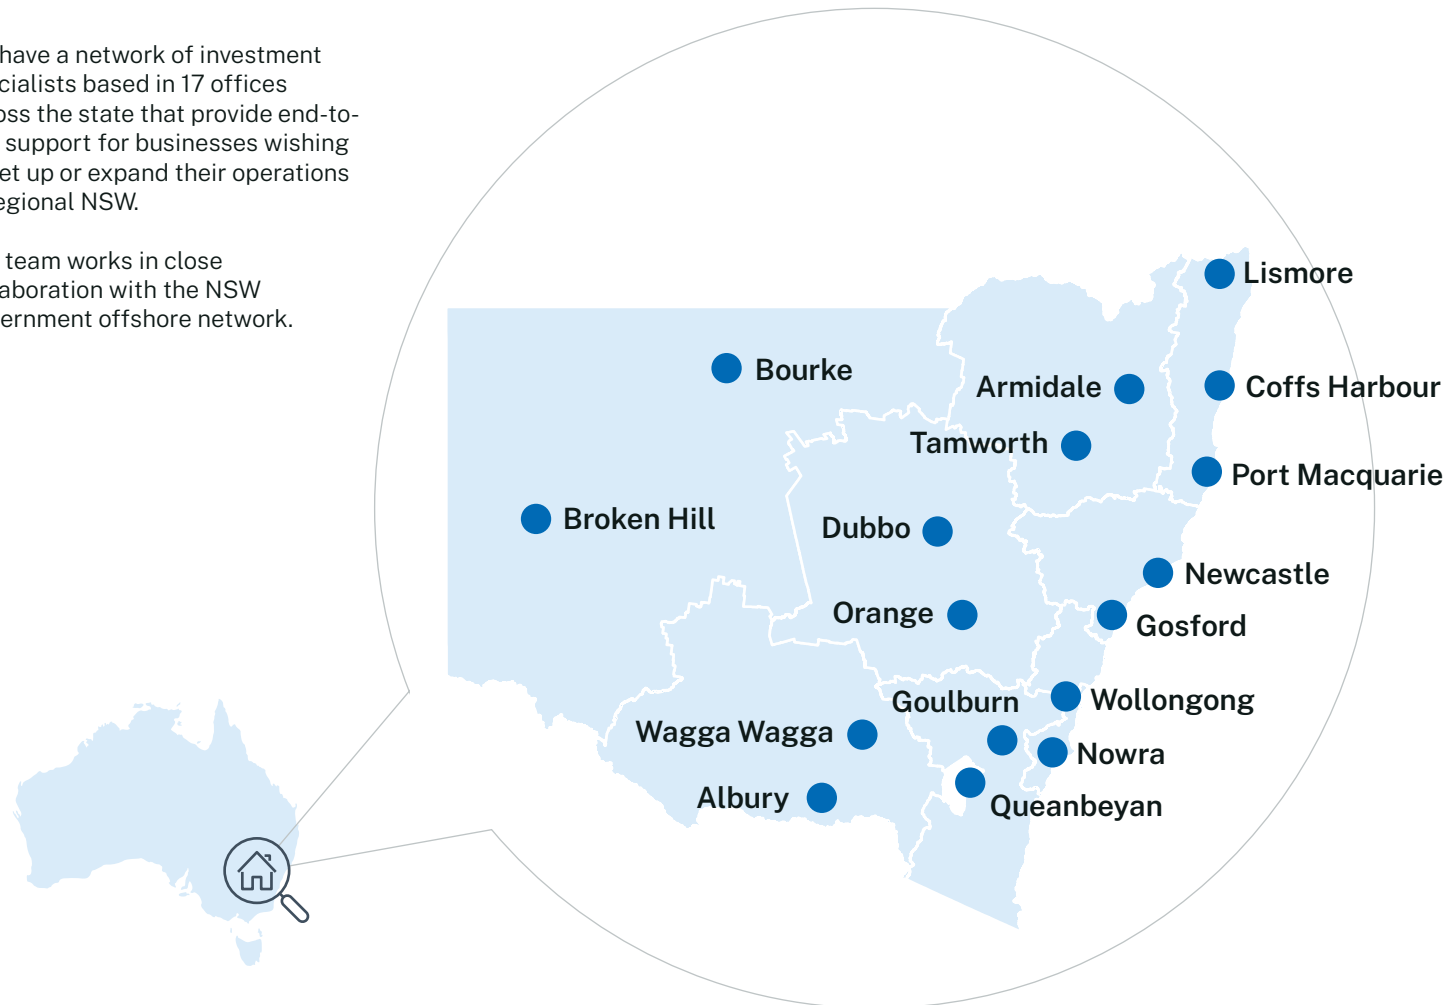 have a network of investment
cialists based in 17 offices
oss the state that provide end-to-
support for businesses wishing
et up or expand their operations
egional NSW.
team works in close
aboration with the NSW
ernment offshore network.
Lismore
Bourke
Armidale
Coffs Harbour
Tamworth
Port Macquarie
Broken Hill
Dubbo
Newcastle
Orange
Gosford
Goulburn
Wollongong
Wagga Wagga
Nowra
Albury
Queanbeyan